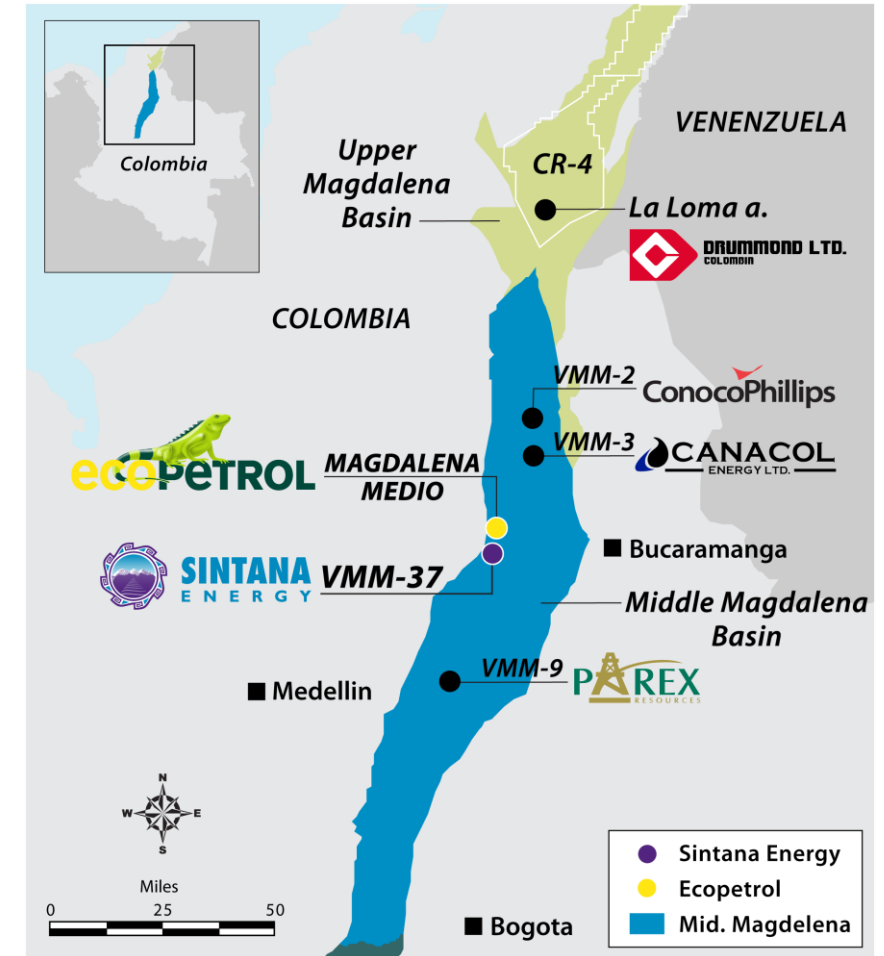 Colombia
VENENZUELA
Upper
Magdalena
Basin
CR-4
La Loma a.
DRUMMOND LTD.
COLOMBIA
COLOMBIA
VMM-2
ConocoPhillips
VMM-3
CANACOL
ENERGY LTD.
ecoPETROL
MAGDALENA
MEDIO
SINTANA
ENERGY
VMM-37
Bucaramanga
Middle Magdalena
Basin
VMM-9
PAREX
RESOURCES
Medellin
N
W
E
S
Miles
0 25 50
Bogota
Sintana Energy
Ecopetrol
Mid. Magdelena